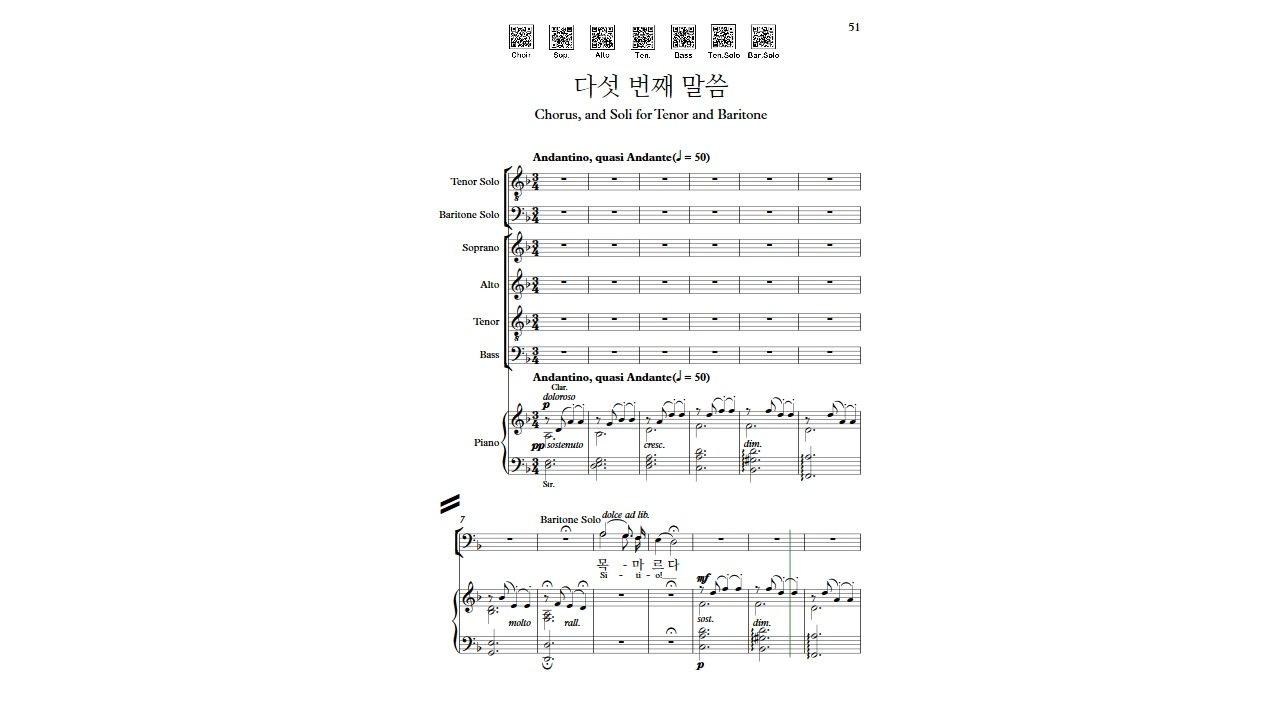 51
Choir Sop. Alto Ten. Bass Ten.Solo Bar.Solo
다섯 번째 말씀
Chorus, and Soli for Tenor and Baritone
Andantino, quasi Andante(♩ = 50)
Tenor Solo
Baritone Solo
Soprano
Alto
Tenor
Bass
Andantino, quasi Andante(♩ = 50)
Clar.
doloroso
p
Piano
pp sostenuto cresc. dim.
Str.
7
Baritone Solo dolce ad lib.
목 - 마 르 다
Si - ti - o!
mf
molto rall. sost. dim.
p